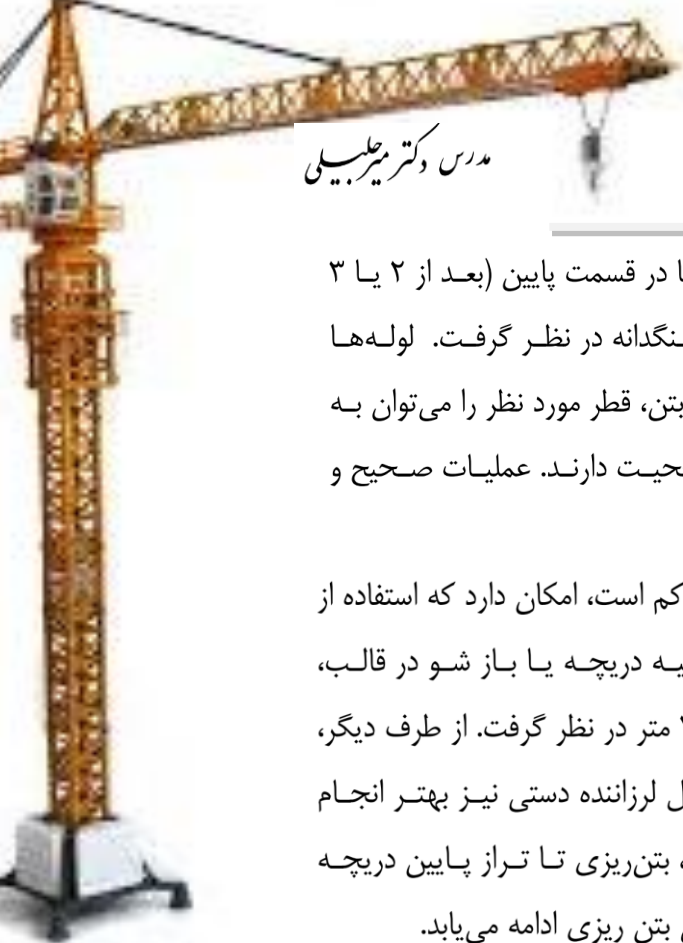 مدرس دکتر میرجلیلی
ا در قسمت پایین (بعد از ۲ یا ۳
نگدانه در نظر گرفت. لوله‌ها
بتن، قطر مورد نظر را می‌توان به
حیت دارند. عملیات صحیح و
کم است، امکان دارد که استفاده از
یه دریچه یا باز شو در قالب،
متر در نظر گرفت. از طرف دیگر،
ل لرزاننده دستی نیز بهتر انجام
، بتن‌ریزی تا تراز پایین دریچه
بتن ریزی ادامه می‌یابد.